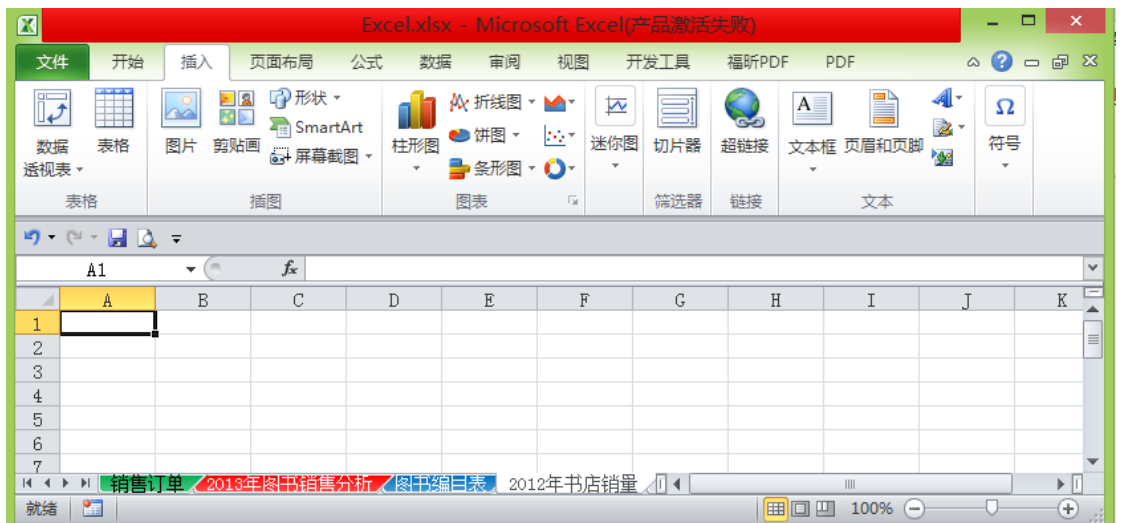 Excel.xlsx - Microsoft Excel(产品激活失败)
文件 开始 插入 页面布局 公式 数据 审阅 视图 开发工具 福昕PDF PDF
数据透视表 表格 图片 剪贴画 形状 SmartArt 屏幕截图 柱形图 折线图 饼图 条形图 迷你图 切片器 超链接 A 文本框 页眉和页脚 A Ω 符号
表格 插图 图表 筛选器 链接 文本
A1 fx
A B C D E F G H I J K
1
2
3
4
5
6
7
销售订单 2013年图书销售分析 图书编目表 2012年书店销量
就绪 100%